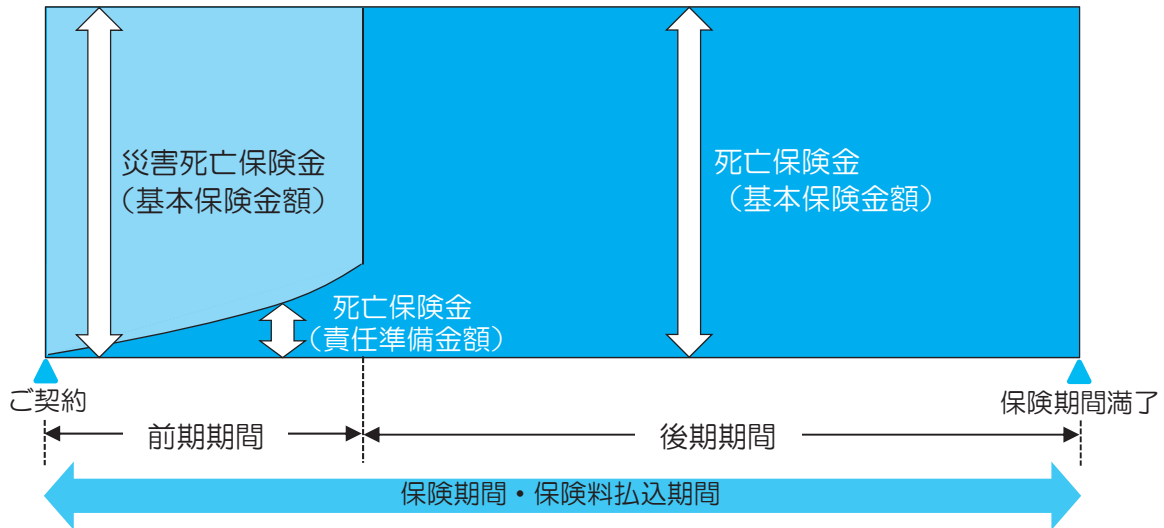 災害死亡保険金
（基本保険金額）
死亡保険金
（基本保険金額）
死亡保険金
（責任準備金額）
ご契約
保険期間満了
前期期間
後期期間
保険期間・保険料払込期間